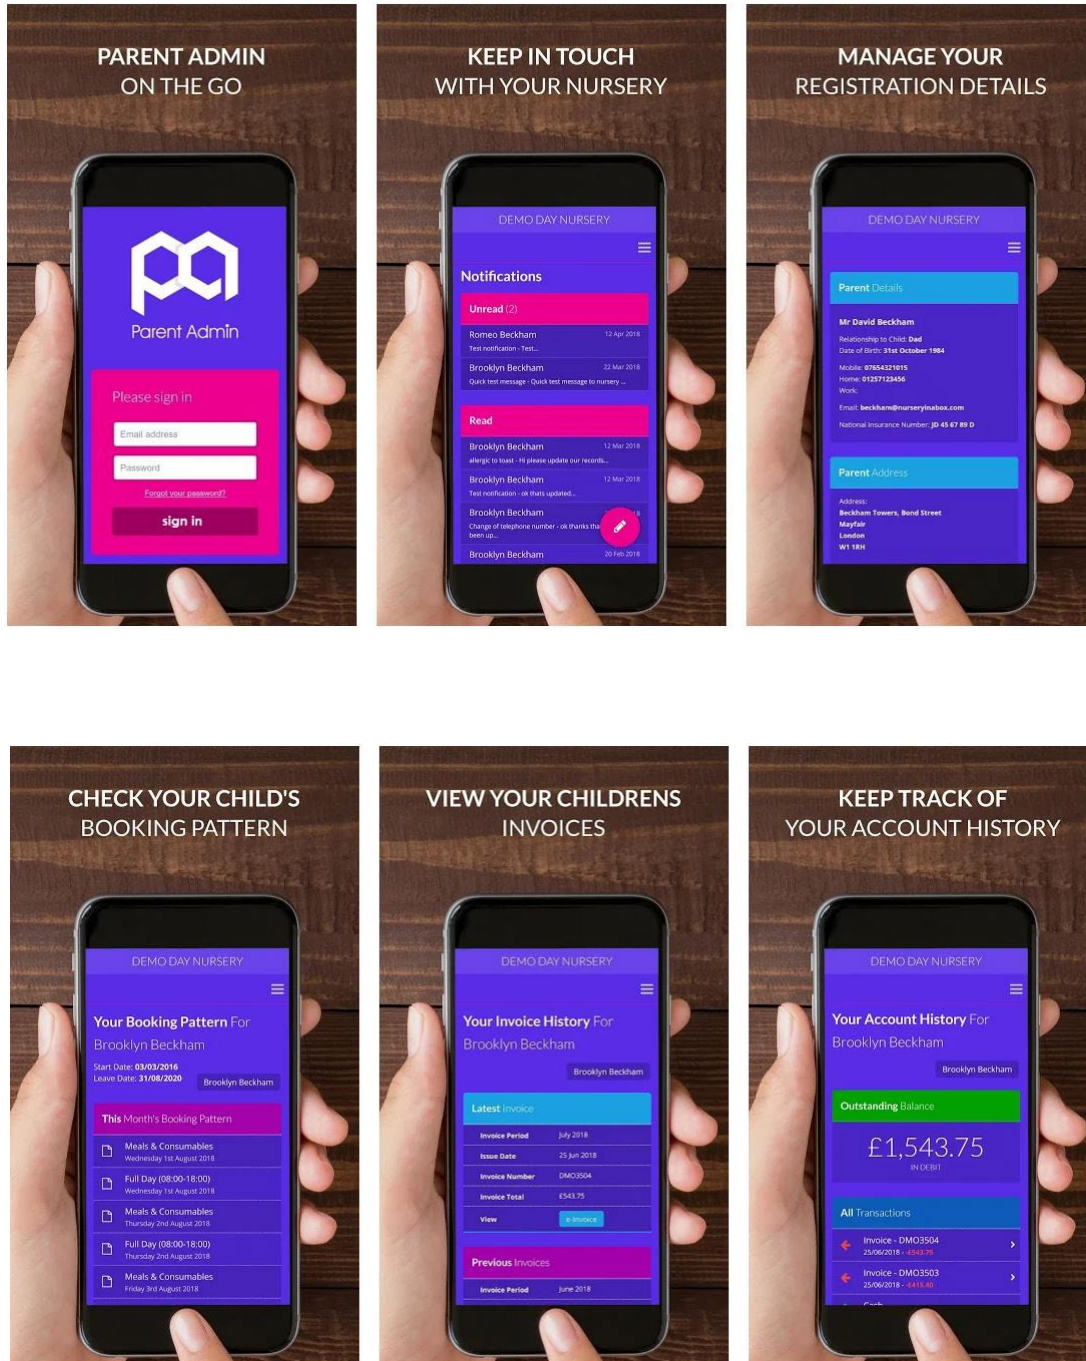 PARENT ADMIN
ON THE GO
pa
Parent Admin
Please sign in
Email address
Password
Forgot your password?
sign in
KEEP IN TOUCH
WITH YOUR NURSERY
DEMO DAY NURSERY
Notifications
Unread (2)
Romeo Beckham 12 Apr 2018
Test notification - Test...
Brooklyn Beckham 22 Mar 2018
Quick test message - Quick test message to nursery ...
Read
Brooklyn Beckham 12 Mar 2018
allergic to toast - Hi please update our records...
Brooklyn Beckham 12 Mar 2018
Test notification - ok thats updated...
Brooklyn Beckham
Change of telephone number - ok thanks tha
been up...
Brooklyn Beckham 20 Feb 2018
MANAGE YOUR
REGISTRATION DETAILS
DEMO DAY NURSERY
Parent Details
Mr David Beckham
Relationship to Child: Dad
Date of Birth: 31st October 1984
Mobile: 07654321015
Home: 01257123456
Work:
Email: beckham@nurseryinabox.com
National Insurance Number: JD 45 67 89 D
Parent Address
Address:
Beckham Towers, Bond Street
Mayfair
London
W1 1RH
CHECK YOUR CHILD'S
BOOKING PATTERN
DEMO DAY NURSERY
Your Booking Pattern For
Brooklyn Beckham
Start Date: 03/03/2016
Leave Date: 31/08/2020
Brooklyn Beckham
This Month's Booking Pattern
Meals & Consumables
Wednesday 1st August 2018
Full Day (08:00-18:00)
Wednesday 1st August 2018
Meals & Consumables
Thursday 2nd August 2018
Full Day (08:00-18:00)
Thursday 2nd August 2018
Meals & Consumables
Friday 3rd August 2018
VIEW YOUR CHILDRENS
INVOICES
DEMO DAY NURSERY
Your Invoice History For
Brooklyn Beckham
Brooklyn Beckham
Latest Invoice
Invoice Period July 2018
Issue Date 25 Jun 2018
Invoice Number DMO3504
Invoice Total £543.75
View e-Invoice
Previous Invoices
Invoice Period June 2018
KEEP TRACK OF
YOUR ACCOUNT HISTORY
DEMO DAY NURSERY
Your Account History For
Brooklyn Beckham
Brooklyn Beckham
Outstanding Balance
£1,543.75
IN DEBIT
All Transactions
Invoice - DMO3504
25/06/2018 - -£543.75
Invoice - DMO3503
25/06/2018 - -£415.40
Cash